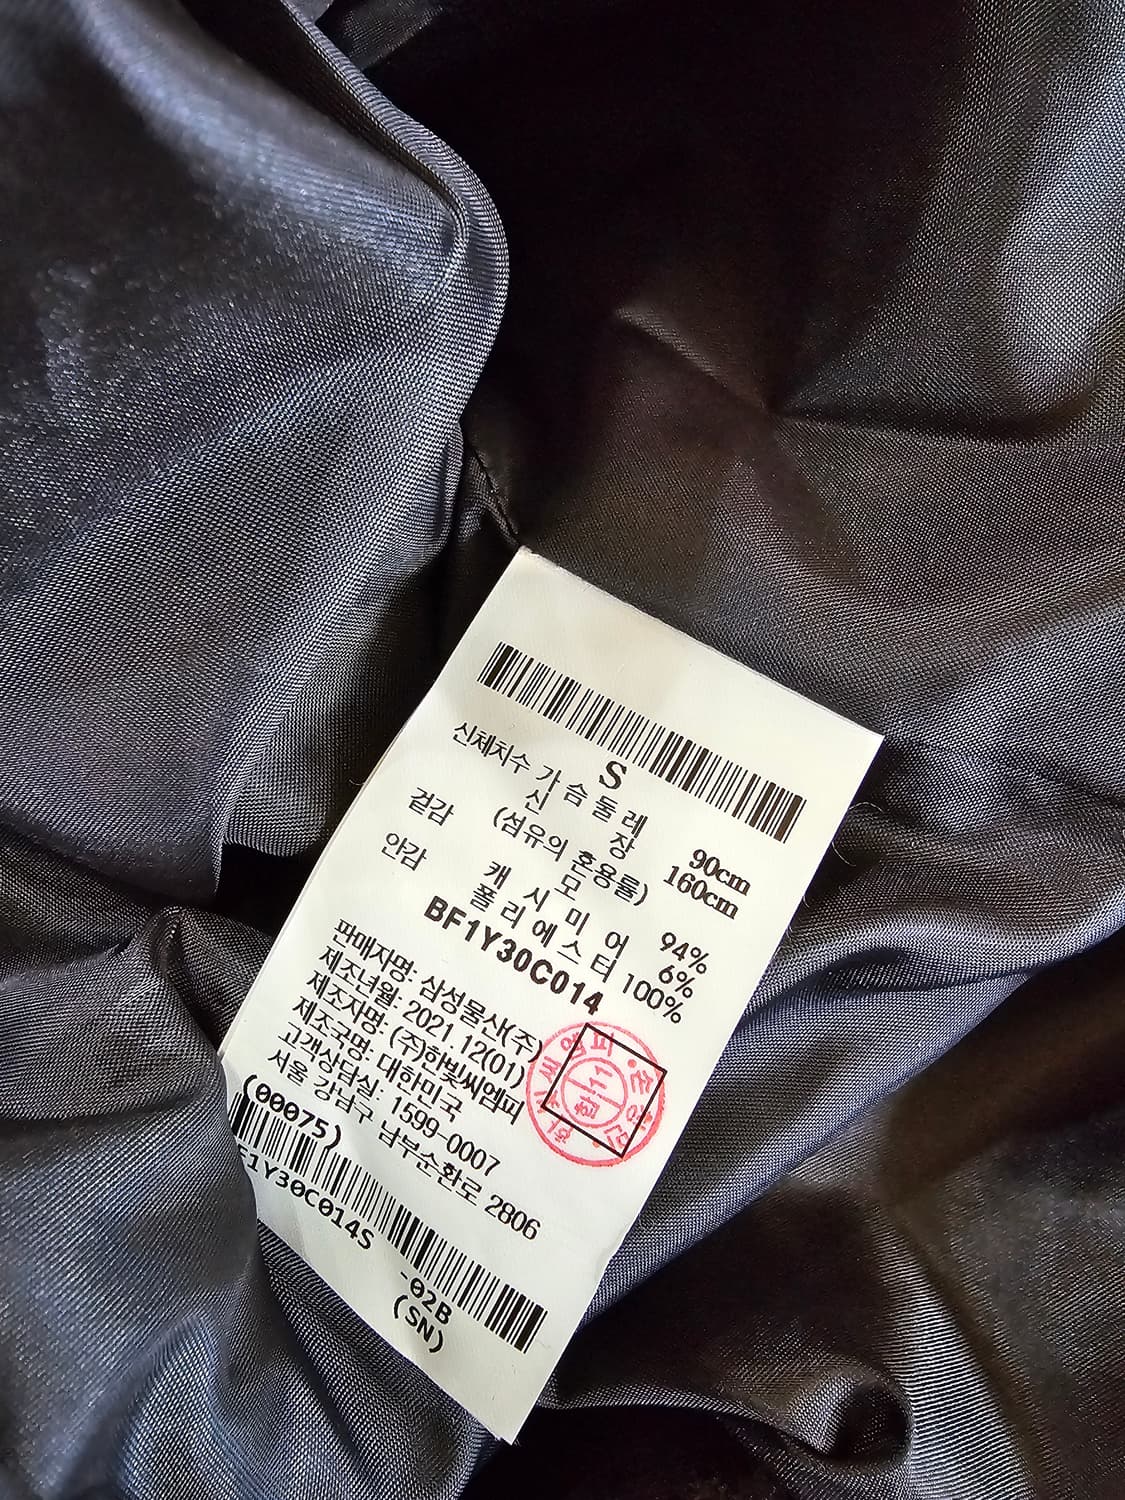 S
신체치수 가슴둘레 90cm
신장 160cm
(섬유의 혼용률)
겉감 모 94%
캐시미어 6%
안감 폴리에스터 100%
BF1Y30C014
판매자명: 삼성물산(주)
제조년월: 2021.12(01)
제조자명: (주)한빛씨엠피
제조국명: 대한민국
고객상담실: 1599-0007
서울 강남구 남부순환로 2806
(00075)
F1Y30C014S
-02B
(SN)